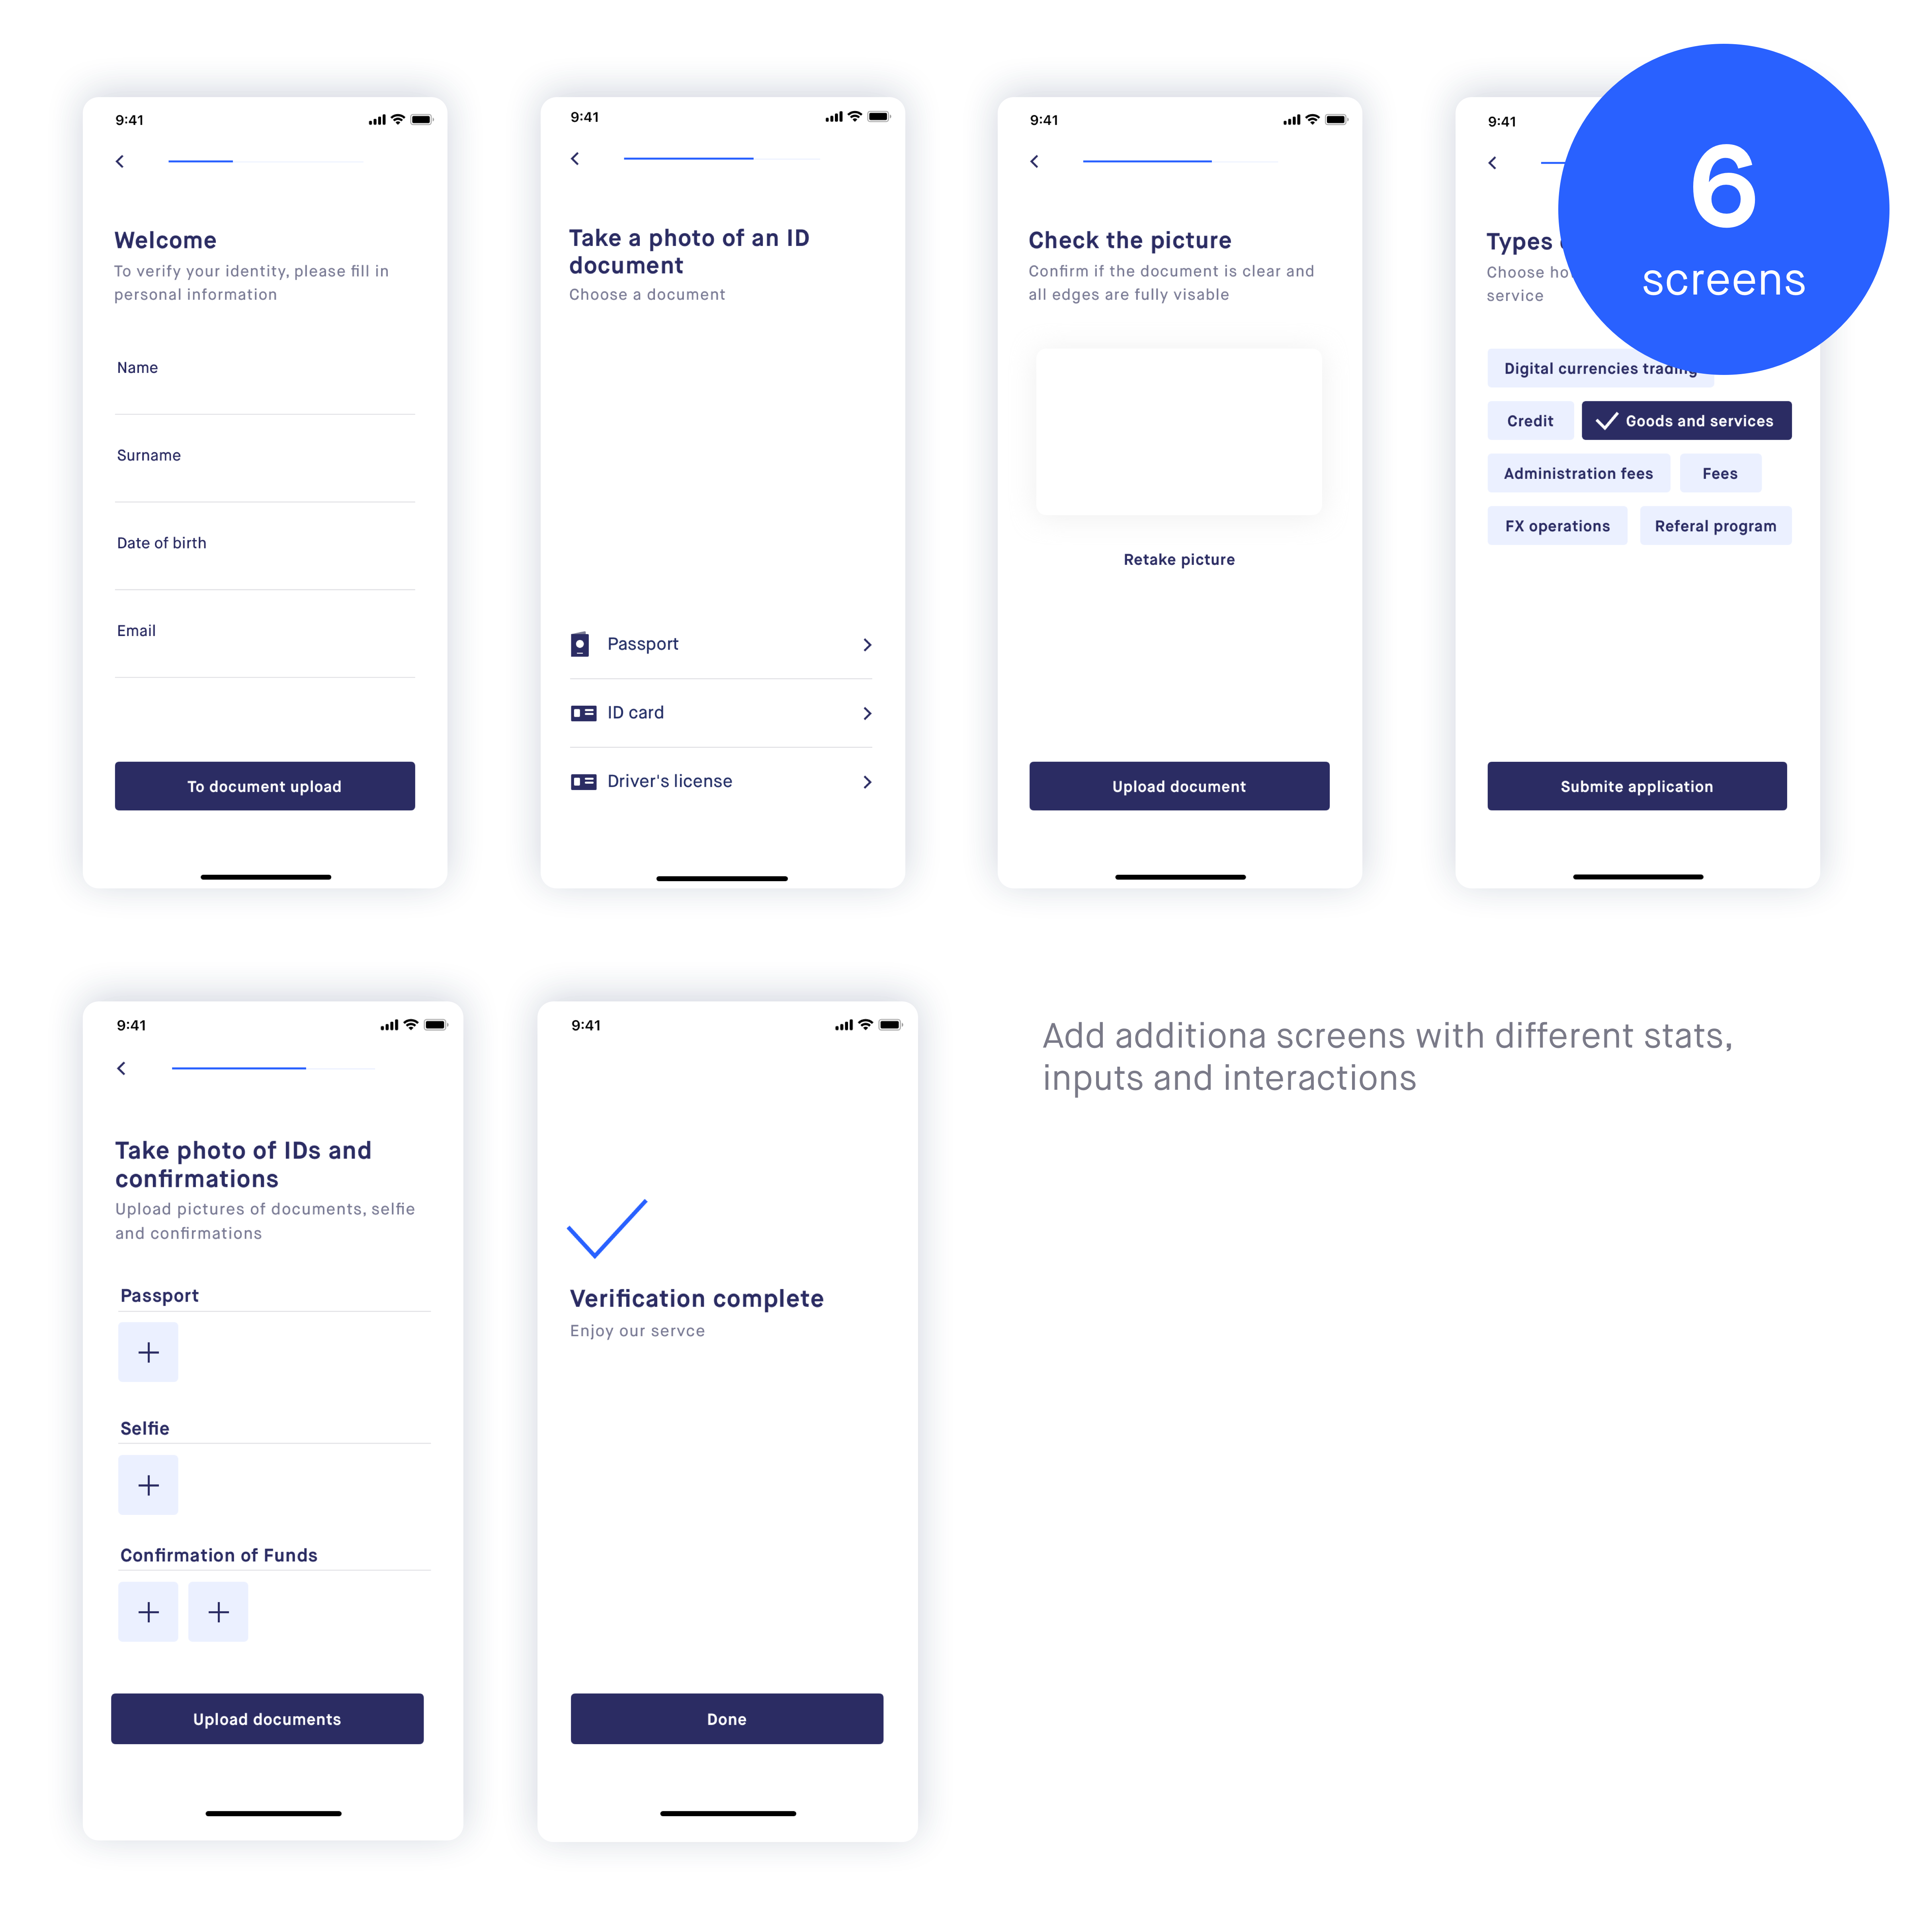 9:41
Welcome
To verify your identity, please fill in
personal information
Name
Surname
Date of birth
Email
To document upload
9:41
Take a photo of an ID
document
Choose a document
Passport
ID card
Driver's license
9:41
Check the picture
Confirm if the document is clear and
all edges are fully visable
Retake picture
Upload document
9:41
Types
Choose
service
Digital currencies trading
Credit
Goods and services
Administration fees
Fees
FX operations
Referal program
Submite application
6
screens
9:41
Take photo of IDs and
confirmations
Upload pictures of documents, selfie
and confirmations
Passport
Selfie
Confirmation of Funds
Upload documents
9:41
Verification complete
Enjoy our servce
Done
Add additiona screens with different stats,
inputs and interactions